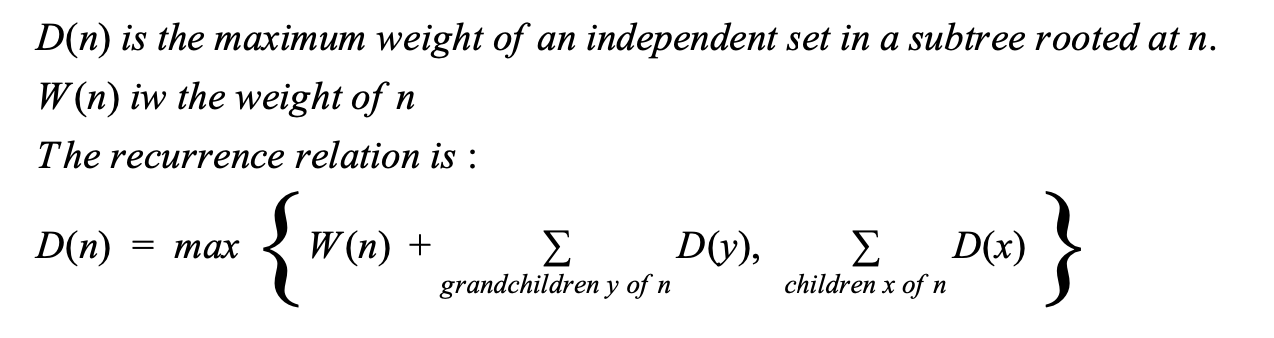 D(n) is the maximum weight of an independent set in a subtree rooted at n.
W(n) iw the weight of n
The recurrence relation is :
D(n) = max { W(n) + Σ D(y), Σ D(x) }
grandchildren y of n children x of n